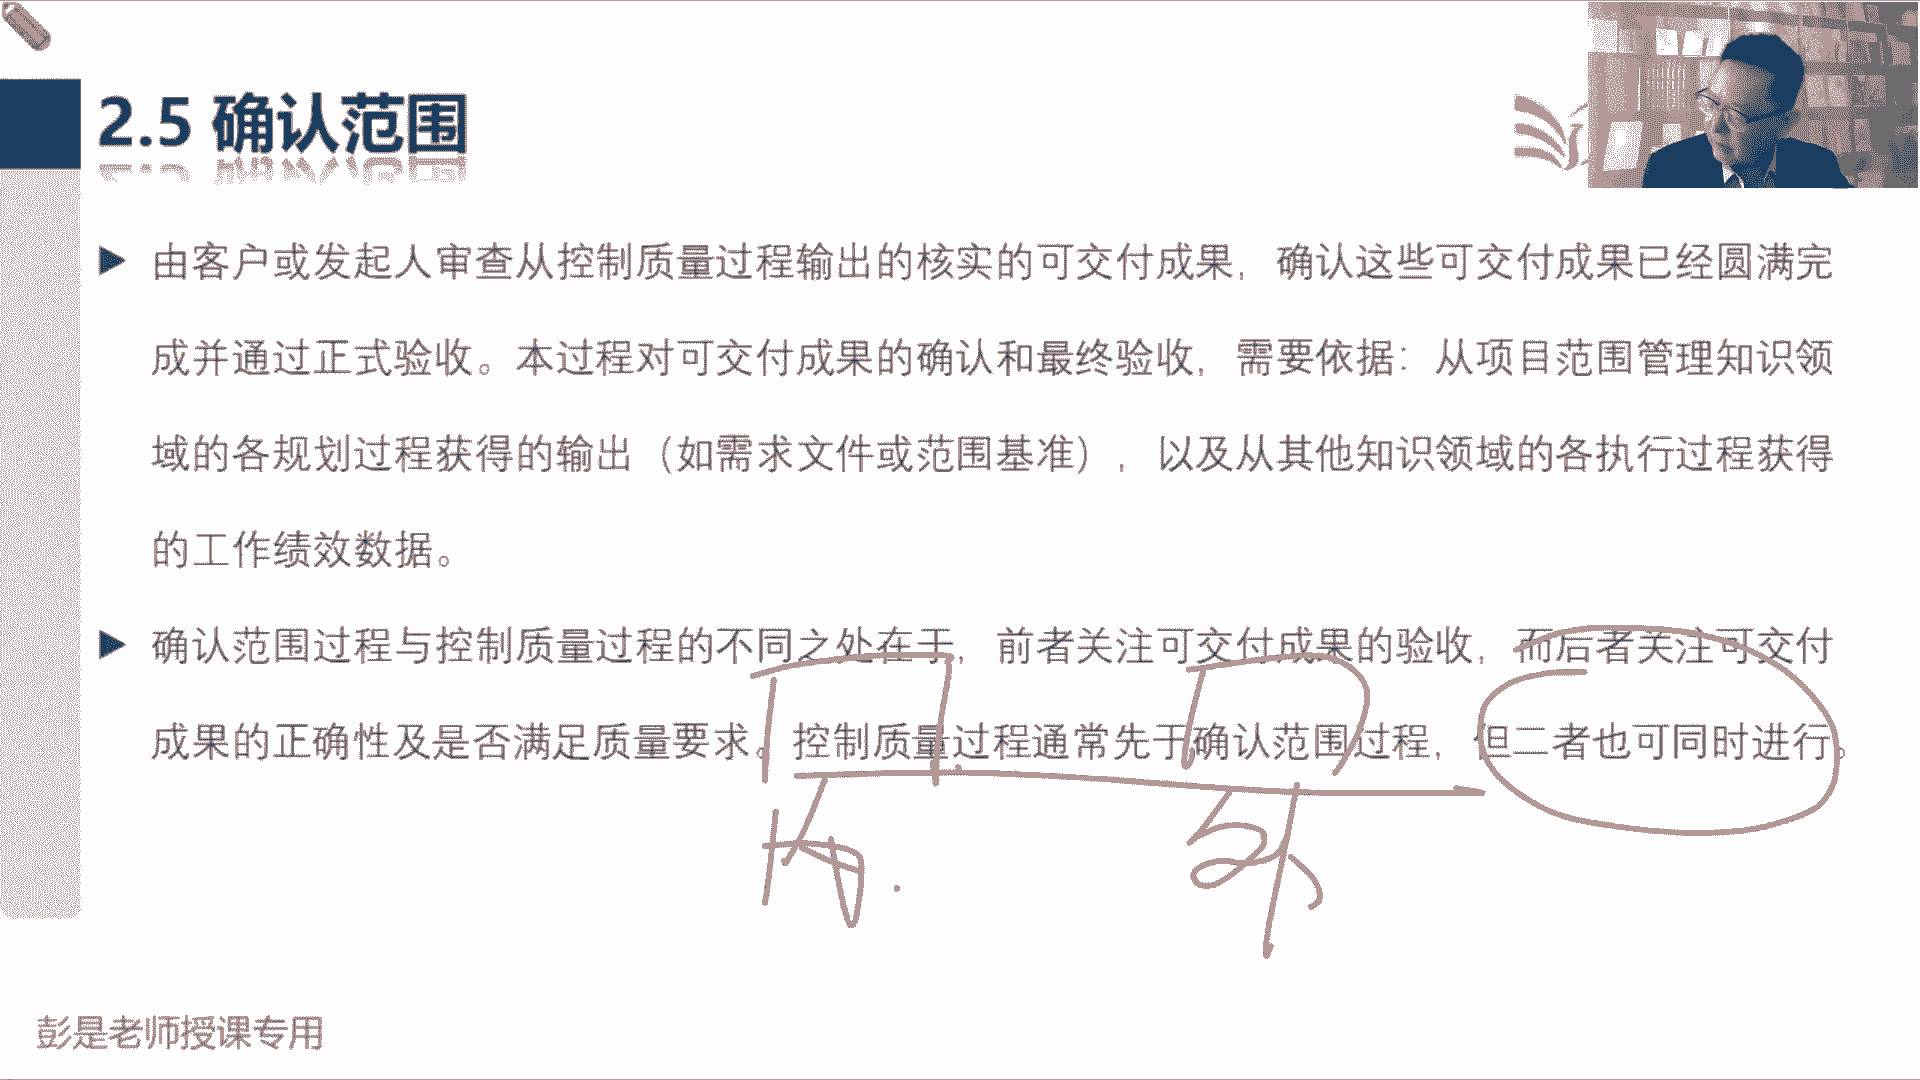 2.5 确认范围
由客户或发起人审查从控制质量过程输出的核实的可交付成果，确认这些可交付成果已经圆满完
成并通过正式验收。本过程对可交付成果的确认和最终验收，需要依据：从项目范围管理知识领
域的各规划过程获得的输出（如需求文件或范围基准），以及从其他知识领域的各执行过程获得
的工作绩效数据。
确认范围过程与控制质量过程的不同之处在于，前者关注可交付成果的验收，而后者关注可交付
成果的正确性及是否满足质量要求。控制质量过程通常先于确认范围过程，但二者也可同时进行。
内 外
彭是老师授课专用